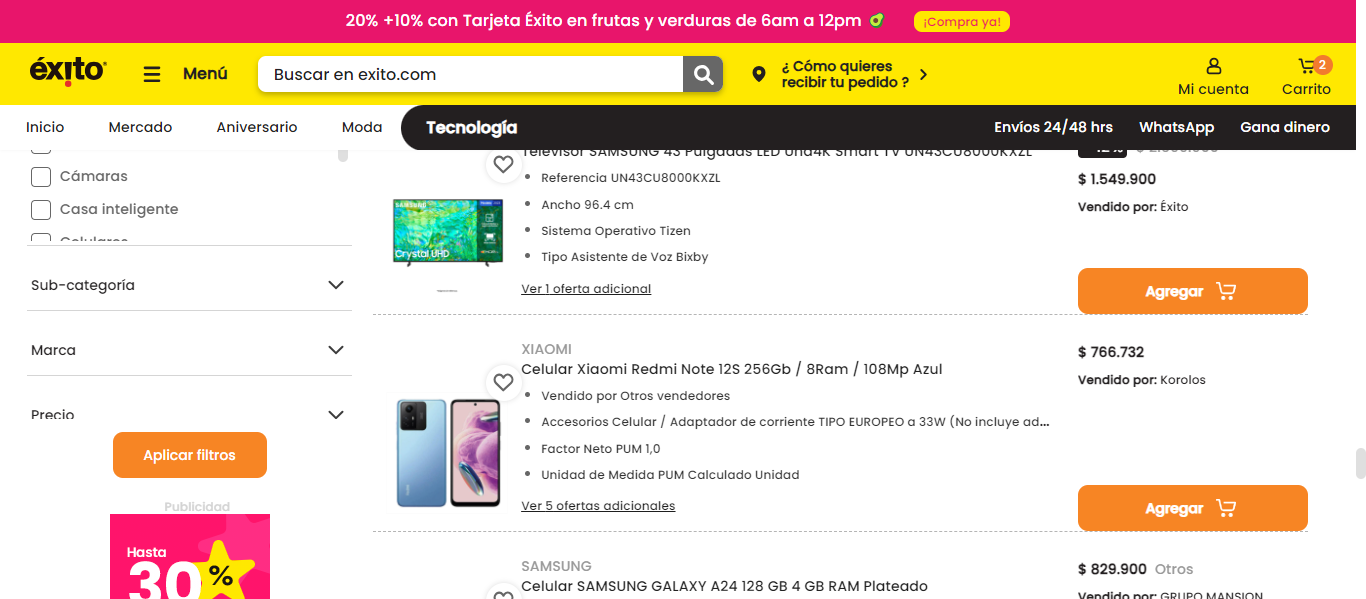 20% +10% con Tarjeta Éxito en frutas y verduras de 6am a 12pm
¡Compra ya!
éxito
Menú
Buscar en exito.com
¿ Cómo quieres
recibir tu pedido ?
Mi cuenta
2
Carrito
Inicio
Mercado
Aniversario
Moda
Tecnología
Envíos 24/48 hrs
WhatsApp
Gana dinero
Cámaras
Casa inteligente
Celulares
Sub-categoría
Marca
Precio
Aplicar filtros
Publicidad
Hasta
30%
Televisor SAMSUNG 43 Pulgadas LED Uhd4K Smart TV UN43CU8000KXZL
Referencia UN43CU8000KXZL
Ancho 96.4 cm
Sistema Operativo Tizen
Tipo Asistente de Voz Bixby
Ver 1 oferta adicional
SAMSUNG
Crystal UHD
$ 1.549.900
Vendido por: Éxito
Agregar
XIAOMI
Celular Xiaomi Redmi Note 12S 256Gb / 8Ram / 108Mp Azul
Vendido por Otros vendedores
Accesorios Celular / Adaptador de corriente TIPO EUROPEO a 33W (No incluye ad...
Factor Neto PUM 1,0
Unidad de Medida PUM Calculado Unidad
Ver 5 ofertas adicionales
$ 766.732
Vendido por: Korolos
Agregar
SAMSUNG
Celular SAMSUNG GALAXY A24 128 GB 4 GB RAM Plateado
$ 829.900 Otros
Vendido por: GRUPO MANSION